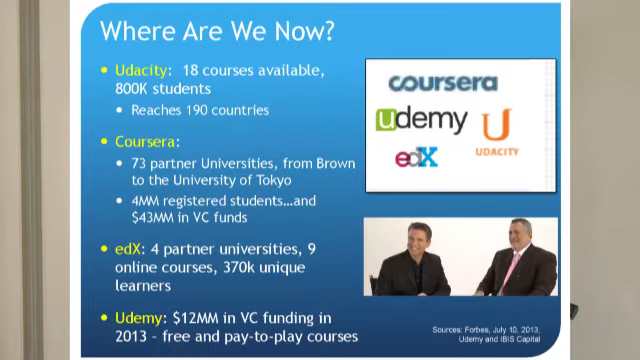 Where Are We Now?
Udacity: 18 courses available,
800K students
Reaches 190 countries
Coursera:
73 partner Universities, from Brown
to the University of Tokyo
4MM registered students…and
$43MM in VC funds
edX: 4 partner universities, 9
online courses, 370k unique
learners
Udemy: $12MM in VC funding in
2013 – free and pay-to-play courses
coursera
udemy
UDACITY
edX
Sources: Forbes, July 10, 2013,
Udemy and IBIS Capital